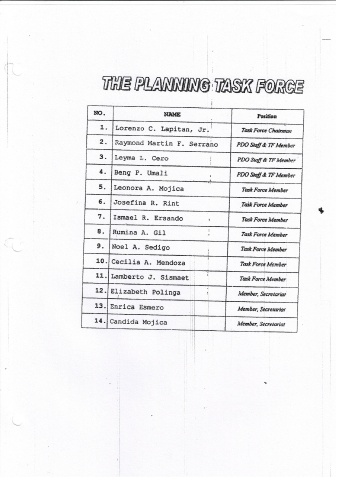 THE PLANNING TASK FORCE
NO. NAME Position
1. Lorenzo C. Lapitan, Jr. Task Force Chairman
2. Raymond Martin F. Serrano PDO Staff & TF Member
3. Leyma L. Cero PDO Staff & TF Member
4. Beng P. Umali PDO Staff & TF Member
5. Leonora A. Mojica Task Force Member
6. Josefina R. Rint Task Force Member
7. Ismael R. Ersando Task Force Member
8. Rumina A. Gil Task Force Member
9. Noel A. Sedigo Task Force Member
10. Cecilia A. Mendoza Task Force Member
11. Lamberto J. Sismaet Task Force Member
12. Elizabeth Polinga Member, Secretariat
13. Enrica Esmero Member, Secretariat
14. Candida Mojica Member, Secretariat